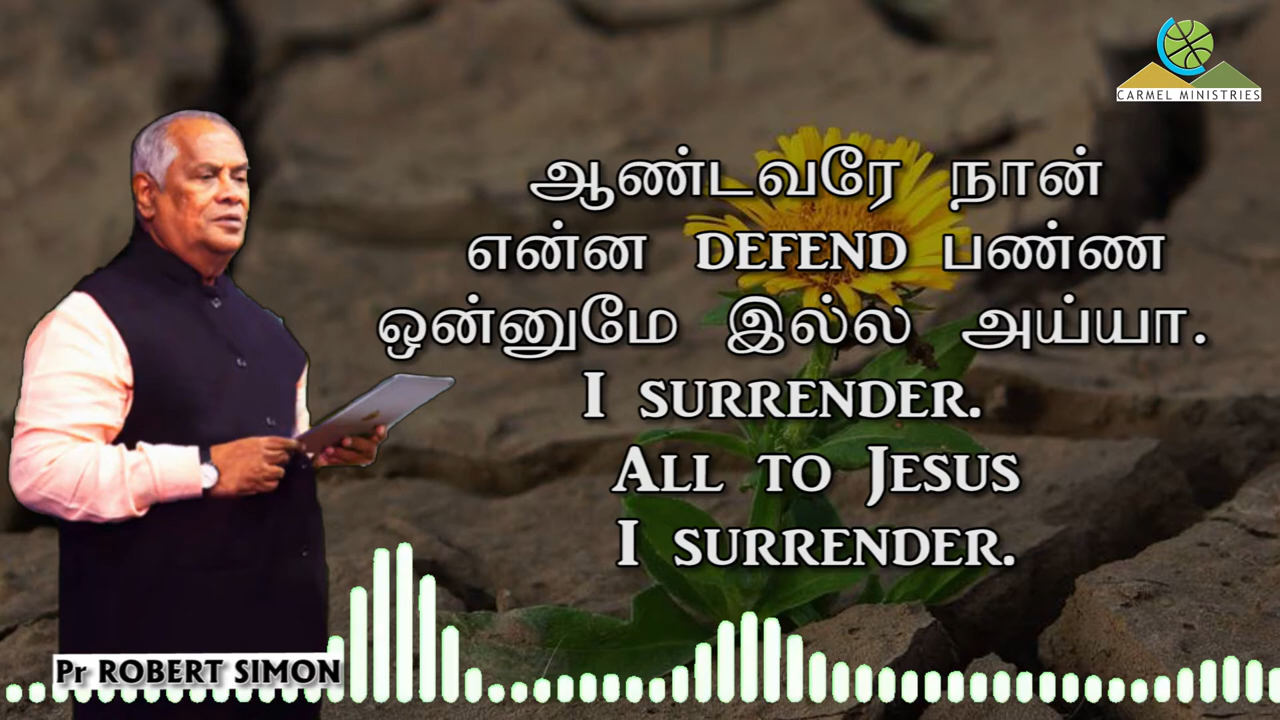 CARMEL MINISTRIES
ஆண்டவரே நான்
என்ன DEFEND பண்ண
ஒன்னுமே இல்ல அய்யா.
I SURRENDER.
ALL TO JESUS
I SURRENDER.
Pr ROBERT SIMON